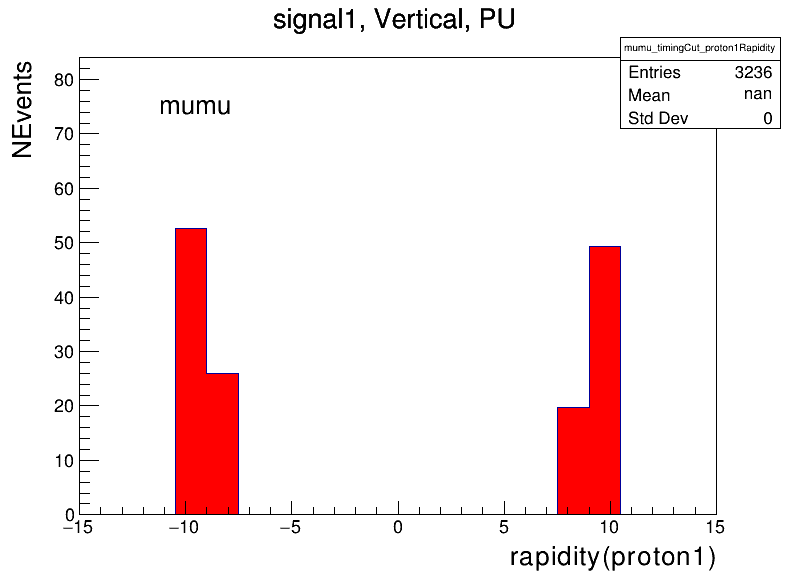 signal1, Vertical, PU
mumu_timingCut_proton1Rapidity
Entries 3236
Mean nan
Std Dev 0
NEvents
mumu
80
70
60
50
40
30
20
10
0
−15 −10 −5 0 5 10 15
rapidity(proton1)